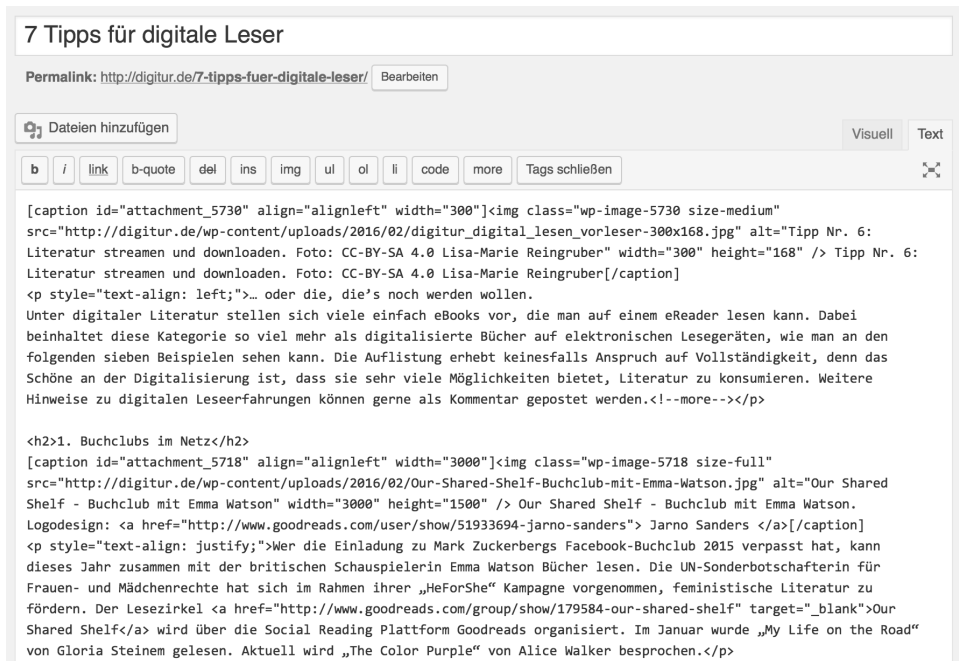 7 Tipps für digitale Leser
Permalink: http://digitur.de/7-tipps-fuer-digitale-leser/ Bearbeiten
Dateien hinzufügen
Visuell Text
b i link b-quote del ins img ul ol li code more Tags schließen
[caption id="attachment_5730" align="alignleft" width="300"]<img class="wp-image-5730 size-medium"
src="http://digitur.de/wp-content/uploads/2016/02/digitur_digital_lesen_vorleser-300x168.jpg" alt="Tipp Nr. 6:
Literatur streamen und downloaden. Foto: CC-BY-SA 4.0 Lisa-Marie Reingruber" width="300" height="168" /> Tipp Nr. 6:
Literatur streamen und downloaden. Foto: CC-BY-SA 4.0 Lisa-Marie Reingruber[/caption]
<p style="text-align: left;">… oder die, die’s noch werden wollen.
Unter digitaler Literatur stellen sich viele einfach eBooks vor, die man auf einem eReader lesen kann. Dabei
beinhaltet diese Kategorie so viel mehr als digitalisierte Bücher auf elektronischen Lesegeräten, wie man an den
folgenden sieben Beispielen sehen kann. Die Auflistung erhebt keinesfalls Anspruch auf Vollständigkeit, denn das
Schöne an der Digitalisierung ist, dass sie sehr viele Möglichkeiten bietet, Literatur zu konsumieren. Weitere
Hinweise zu digitalen Leseerfahrungen können gerne als Kommentar gepostet werden.<!--more--></p>
<h2>1. Buchclubs im Netz</h2>
[caption id="attachment_5718" align="alignleft" width="3000"]<img class="wp-image-5718 size-full"
src="http://digitur.de/wp-content/uploads/2016/02/Our-Shared-Shelf-Buchclub-mit-Emma-Watson.jpg" alt="Our Shared
Shelf - Buchclub mit Emma Watson" width="3000" height="1500" /> Our Shared Shelf - Buchclub mit Emma Watson.
Logodesign: <a href="http://www.goodreads.com/user/show/51933694-jarno-sanders"> Jarno Sanders </a>[/caption]
<p style="text-align: justify;">Wer die Einladung zu Mark Zuckerbergs Facebook-Buchclub 2015 verpasst hat, kann
dieses Jahr zusammen mit der britischen Schauspielerin Emma Watson Bücher lesen. Die UN-Sonderbotschafterin für
Frauen- und Mädchenrechte hat sich im Rahmen ihrer „HeForShe“ Kampagne vorgenommen, feministische Literatur zu
fördern. Der Lesezirkel <a href="http://www.goodreads.com/group/show/179584-our-shared-shelf" target="_blank">Our
Shared Shelf</a> wird über die Social Reading Plattform Goodreads organisiert. Im Januar wurde „My Life on the Road“
von Gloria Steinem gelesen. Aktuell wird „The Color Purple“ von Alice Walker besprochen.</p>